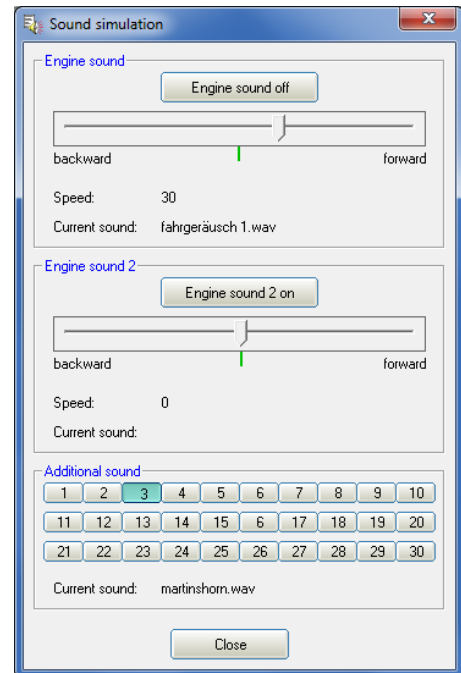 Sound simulation
Engine sound
Engine sound off
backward forward
Speed: 30
Current sound: fahrgeräusch 1.wav
Engine sound 2
Engine sound 2 on
backward forward
Speed: 0
Current sound:
Additional sound
1 2 3 4 5 6 7 8 9 10
11 12 13 14 15 6 17 18 19 20
21 22 23 24 25 26 27 28 29 30
Current sound: martinshorn.wav
Close